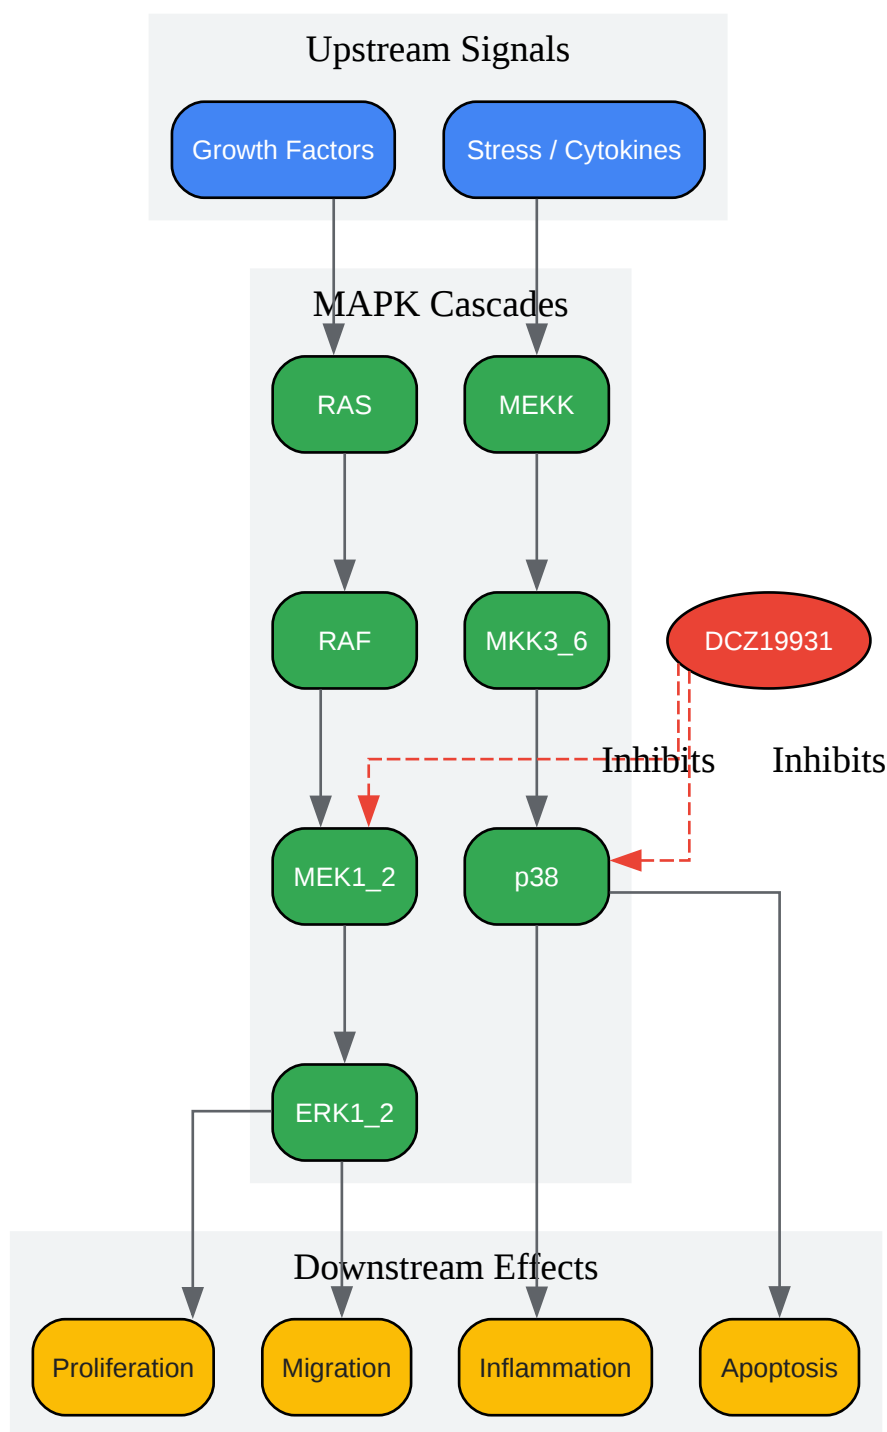 Upstream Signals
Growth Factors
Stress / Cytokines
MAPK Cascades
RAS
MEKK
RAF
MKK3_6
DCZ19931
Inhibits
Inhibits
MEK1_2
p38
ERK1_2
Downstream Effects
Proliferation
Migration
Inflammation
Apoptosis